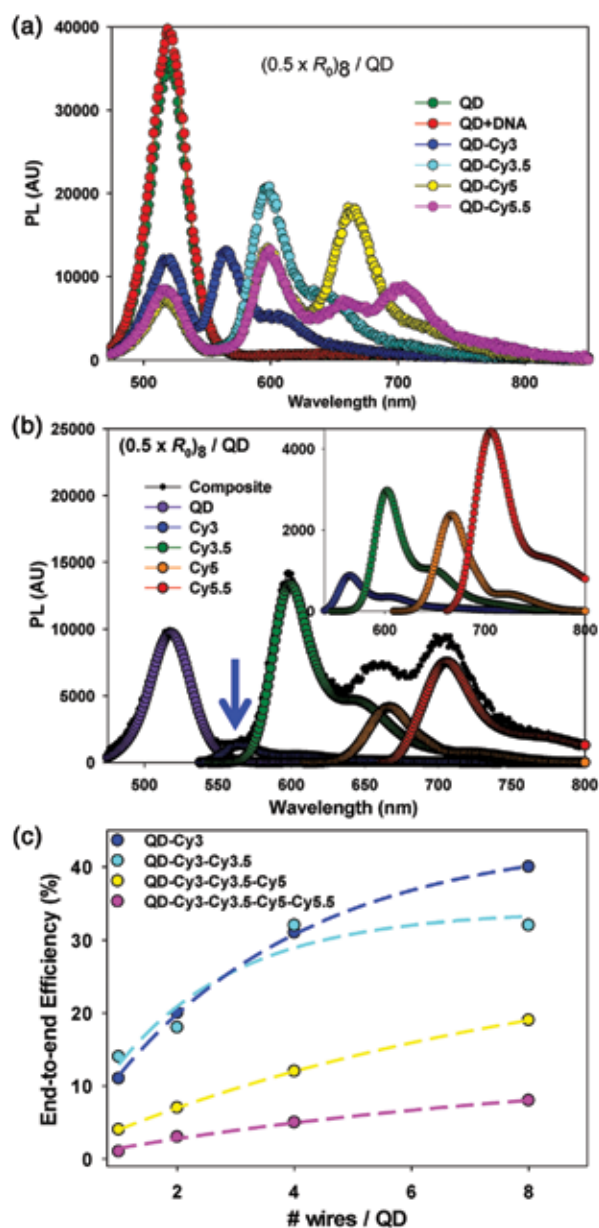 (a)
40000
30000
20000
10000
0
PL (AU)
(0.5 x R₀)₈ / QD
QD
QD+DNA
QD-Cy3
QD-Cy3.5
QD-Cy5
QD-Cy5.5
500 600 700 800
Wavelength (nm)
(b)
25000
20000
15000
10000
5000
0
PL (AU)
(0.5 x R₀)₈ / QD
Composite
QD
Cy3
Cy3.5
Cy5
Cy5.5
4000
2000
0
600 700 800
500 550 600 650 700 750 800
Wavelength (nm)
(c)
QD-Cy3
QD-Cy3-Cy3.5
QD-Cy3-Cy3.5-Cy5
QD-Cy3-Cy3.5-Cy5-Cy5.5
40
30
20
10
0
End-to-end Efficiency (%)
2 4 6 8
# wires / QD